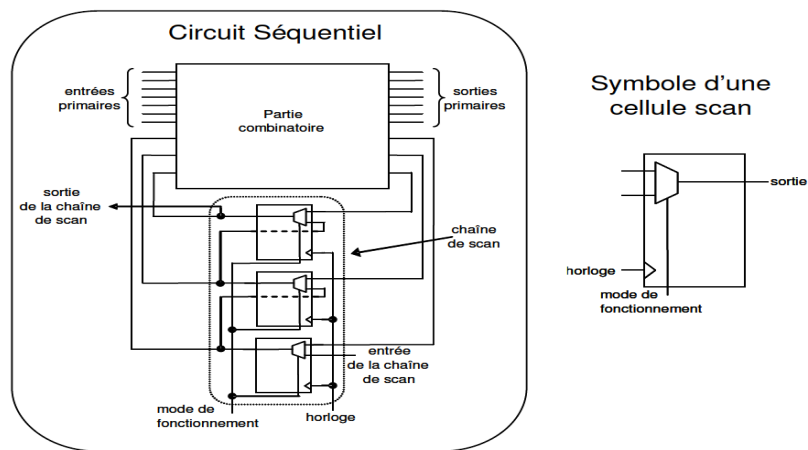 Circuit Séquentiel
entrées
primaires
Partie
combinatoire
sorties
primaires
sortie
de la chaîne
de scan
chaîne
de scan
entrée
de la chaîne
de scan
mode de
fonctionnement
horloge
Symbole d'une
cellule scan
sortie
horloge
mode de
fonctionnement